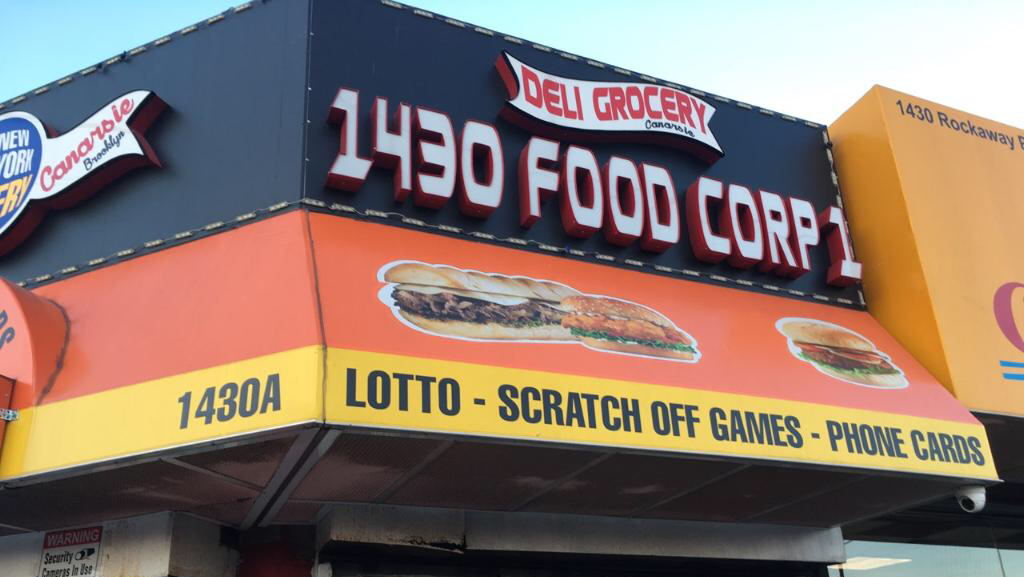 NEW
YORK
Canarsie
Brooklyn
DELI GROCERY
Canarsie
1430 FOOD CORP 1
1430 Rockaway
1430A
LOTTO - SCRATCH OFF GAMES - PHONE CARDS
WARNING
Security
Cameras In Use